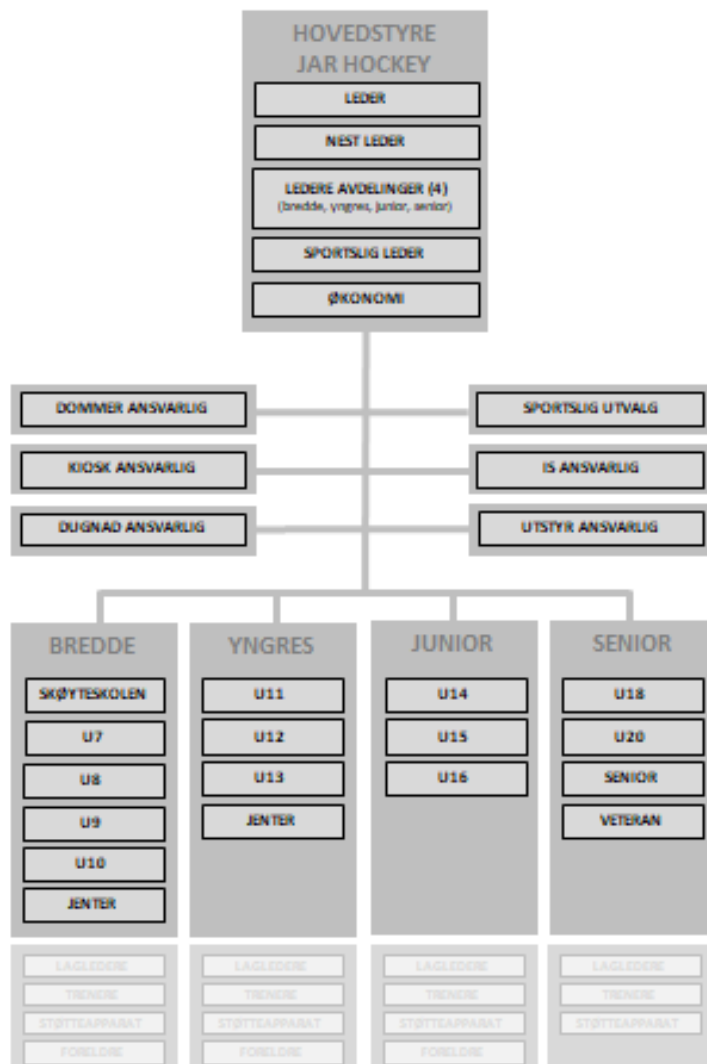 HOVEDSTYRE
JAR HOCKEY
LEDER
NEST LEDER
LEDERE AVDELINGER (4)
(bredde, yngres, junior, senior)
SPORTSLIG LEDER
ØKONOMI
DOMMER ANSVARLIG
SPORTSLIG UTVALG
KIOSK ANSVARLIG
IS ANSVARLIG
DUGNAD ANSVARLIG
UTSTYR ANSVARLIG
BREDDE
SKØYTESKOLEN
U7
U8
U9
U10
JENTER
LAGLEDERE
TRENERE
STØTTEAPPARAT
FORELDRE
YNGRES
U11
U12
U13
JENTER
LAGLEDERE
TRENERE
STØTTEAPPARAT
FORELDRE
JUNIOR
U14
U15
U16
LAGLEDERE
TRENERE
STØTTEAPPARAT
FORELDRE
SENIOR
U18
U20
SENIOR
VETERAN
LAGLEDERE
TRENERE
STØTTEAPPARAT